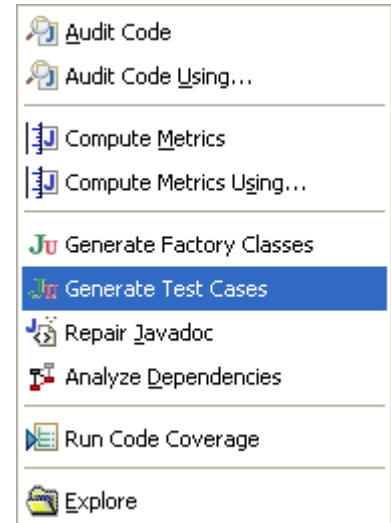 Audit Code
Audit Code Using...
Compute Metrics
Compute Metrics Using...
Generate Factory Classes
Generate Test Cases
Repair Javadoc
Analyze Dependencies
Run Code Coverage
Explore